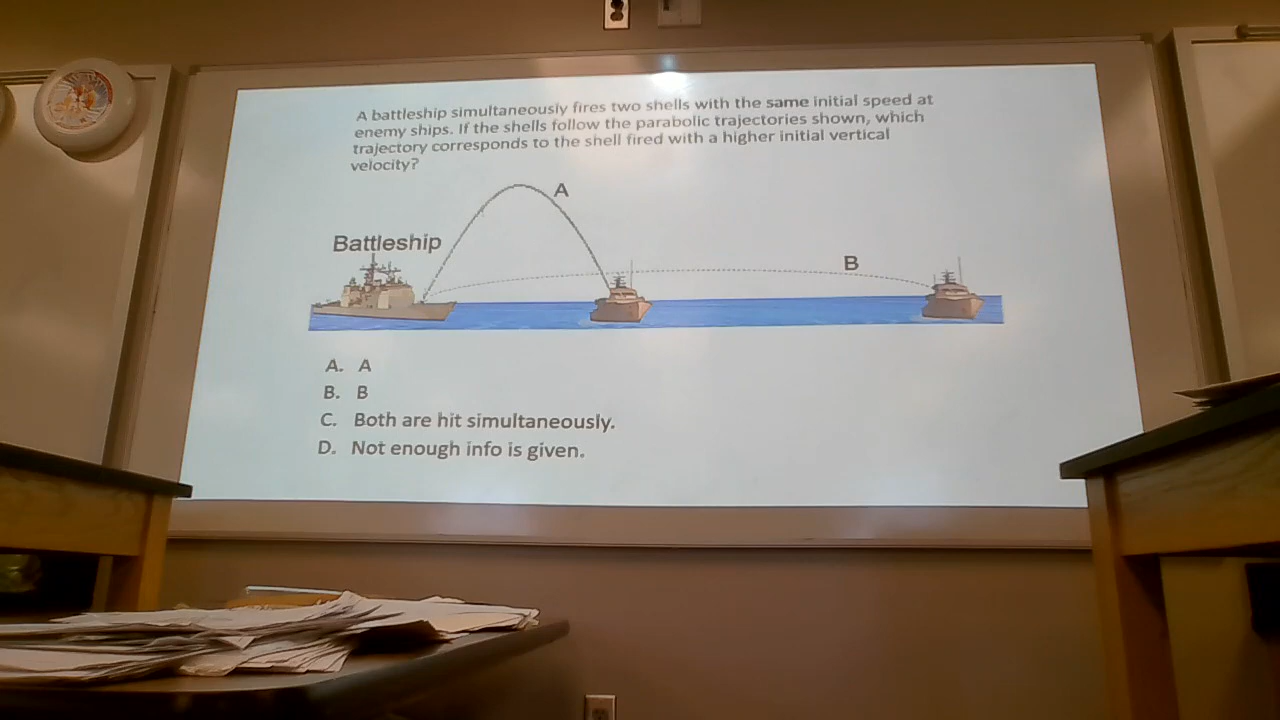 A battleship simultaneously fires two shells with the same initial speed at
enemy ships. If the shells follow the parabolic trajectories shown, which
trajectory corresponds to the shell fired with a higher initial vertical
velocity?
A
Battleship
B
A. A
B. B
C. Both are hit simultaneously.
D. Not enough info is given.